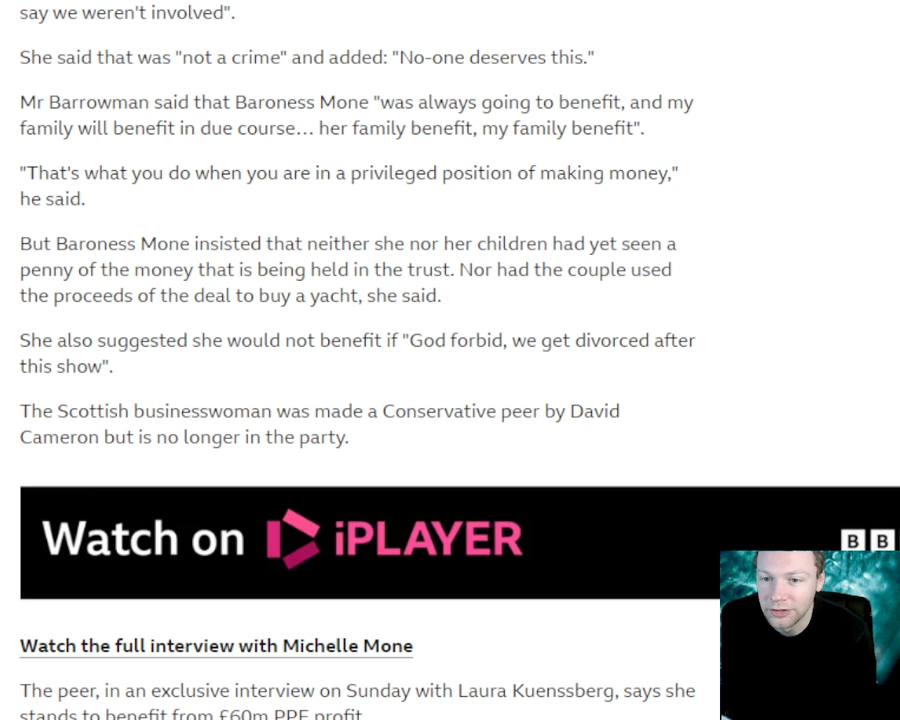 say we weren't involved".
She said that was "not a crime" and added: "No-one deserves this."
Mr Barrowman said that Baroness Mone "was always going to benefit, and my
family will benefit in due course... her family benefit, my family benefit".
"That's what you do when you are in a privileged position of making money,"
he said.
But Baroness Mone insisted that neither she nor her children had yet seen a
penny of the money that is being held in the trust. Nor had the couple used
the proceeds of the deal to buy a yacht, she said.
She also suggested she would not benefit if "God forbid, we get divorced after
this show".
The Scottish businesswoman was made a Conservative peer by David
Cameron but is no longer in the party.
Watch on iPLAYER
B B
Watch the full interview with Michelle Mone
The peer, in an exclusive interview on Sunday with Laura Kuenssberg, says she
stands to benefit from £60m PPE profit.